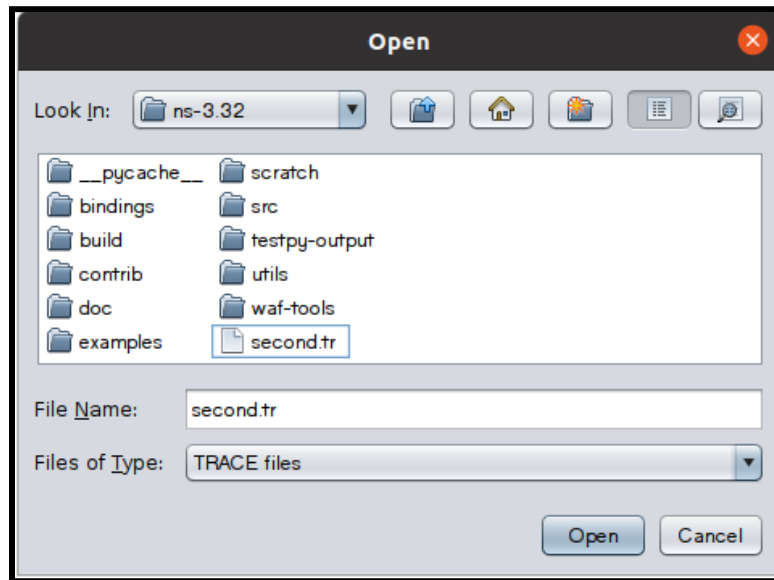 Open
Look In: ns-3.32
__pycache__ scratch
bindings src
build testpy-output
contrib utils
doc waf-tools
examples second.tr
File Name: second.tr
Files of Type: TRACE files
Open Cancel